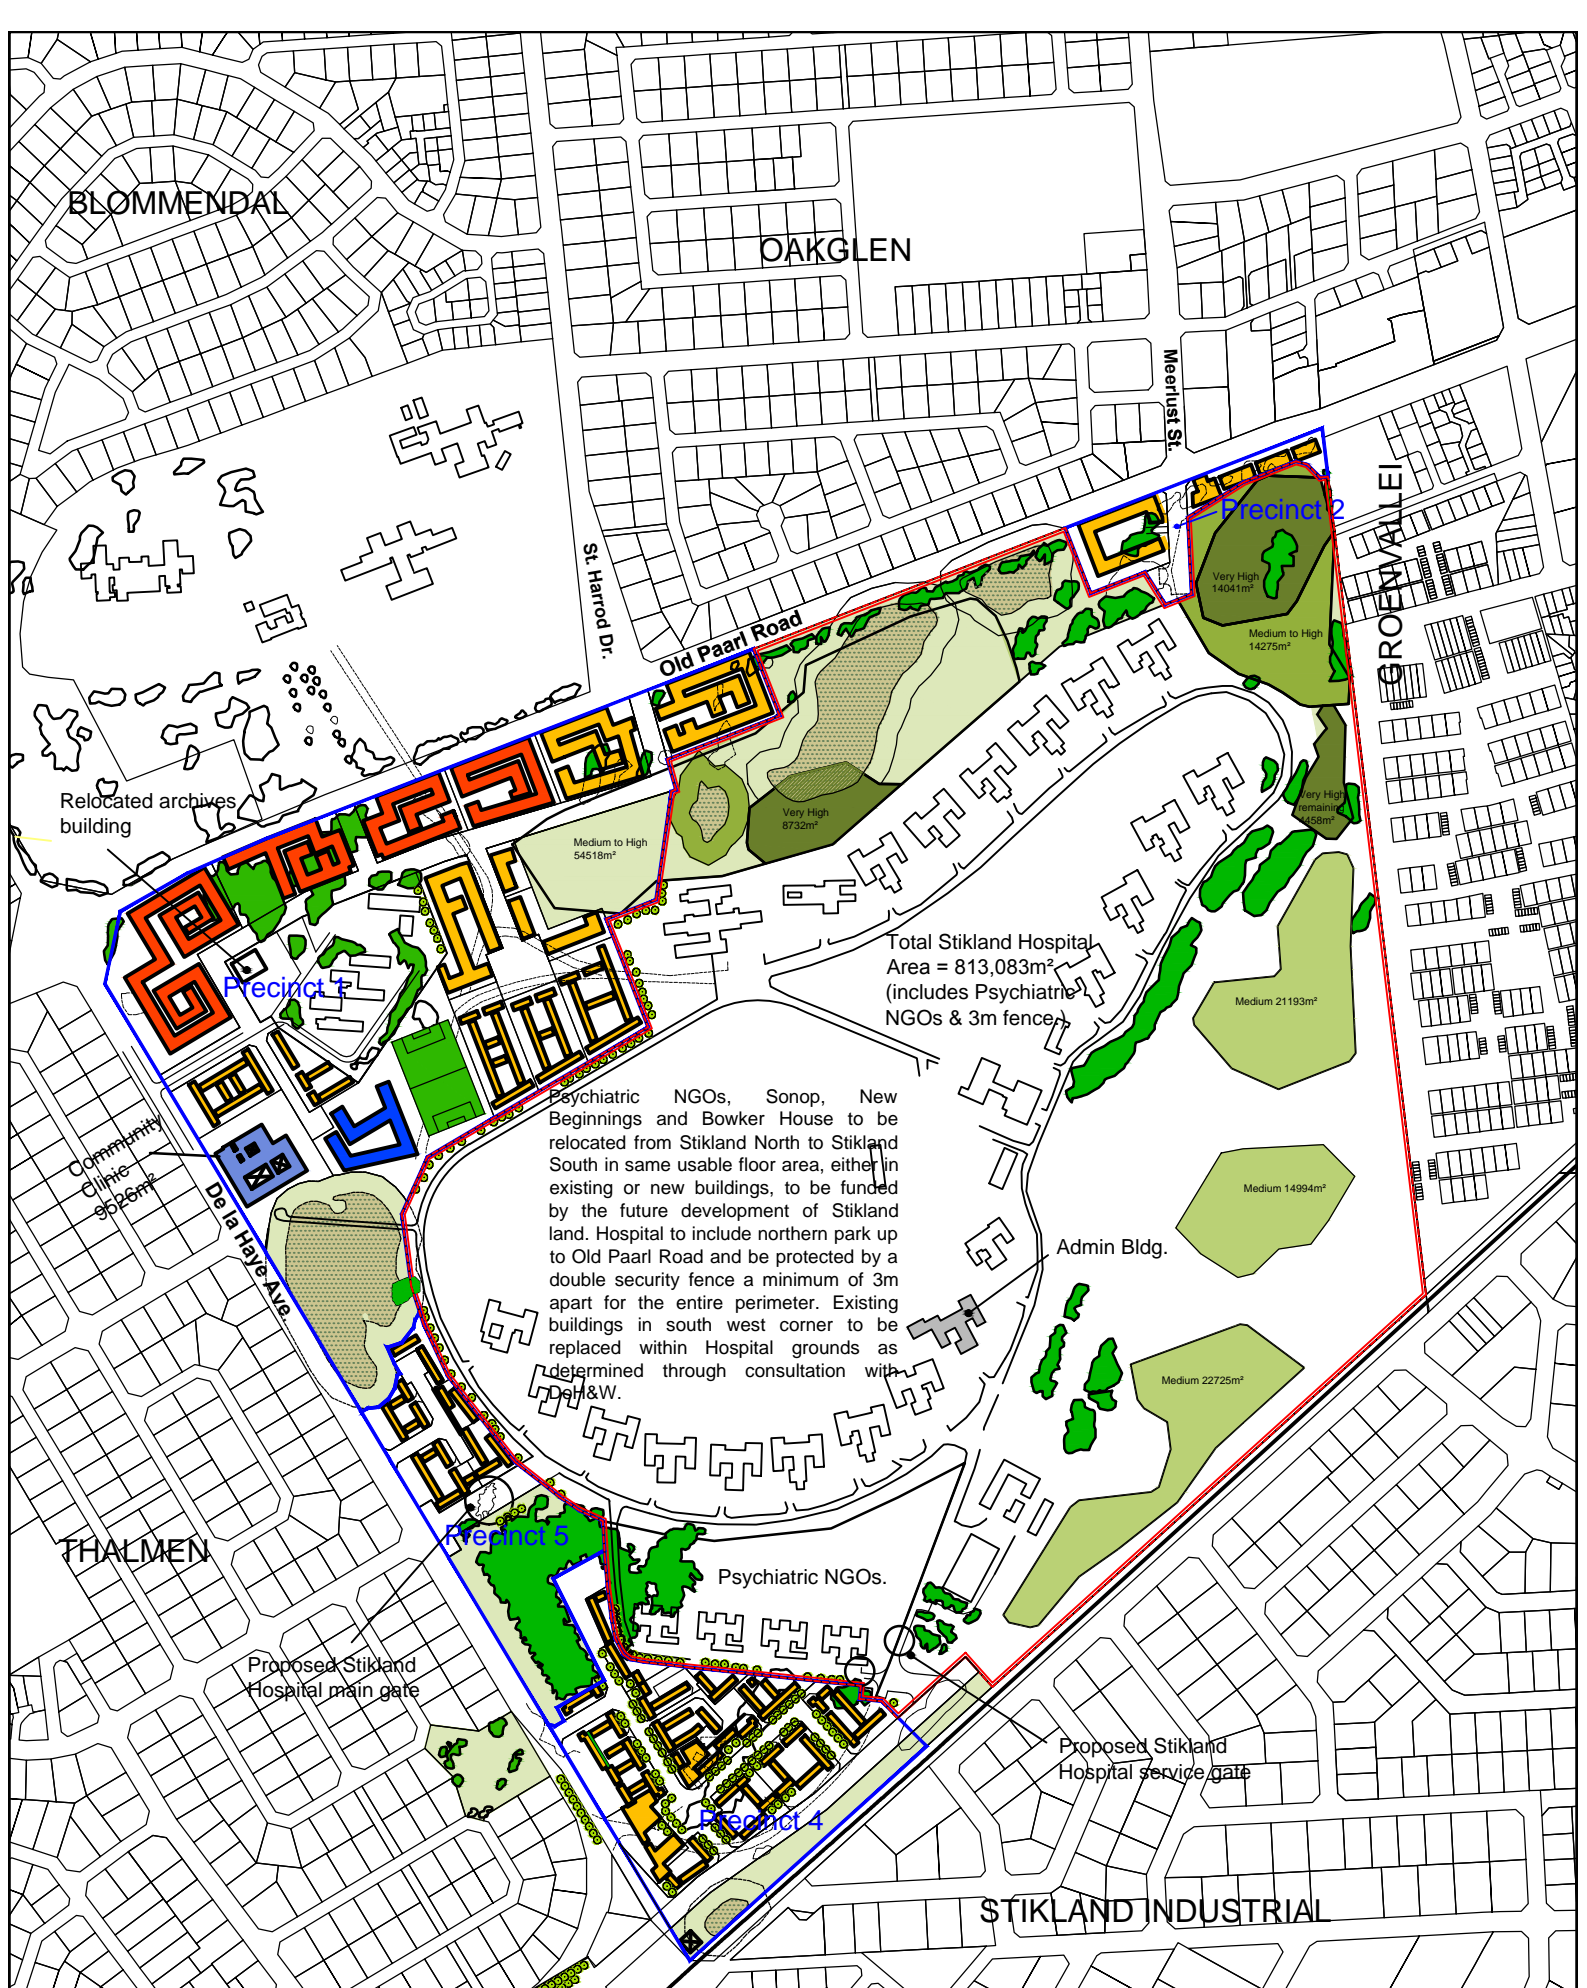 BLOMMENDAL
OAKGLEN
Meerlust St.
GROENVALLEI
Precinct 2
Very High
14041m²
Medium to High
14275m²
St. Harrod Dr.
Old Paarl Road
Relocated archives
building
Very High
8732m²
Very High
remaining
Medium to High
54518m²
Total Stikland Hospital
Area = 813,083m²
(includes Psychiatric
NGOs & 3m fence.)
Precinct 1
Medium 21193m²
Psychiatric NGOs, Sonop, New
Beginnings and Bowker House to be
relocated from Stikland North to Stikland
South in same usable floor area, either in
existing or new buildings, to be funded
by the future development of Stikland
land. Hospital to include northern park up
to Old Paarl Road and be protected by a
double security fence a minimum of 3m
apart for the entire perimeter. Existing
buildings in south west corner to be
replaced within Hospital grounds as
determined through consultation with
DoH&W.
Community
Clinic
9526m²
De la Haye Ave.
Medium 14994m²
Admin Bldg.
Medium 22725m²
THALMEN
Precinct 5
Psychiatric NGOs.
Proposed Stikland
Hospital main gate
Proposed Stikland
Hospital service gate
Precinct 4
STIKLAND INDUSTRIAL